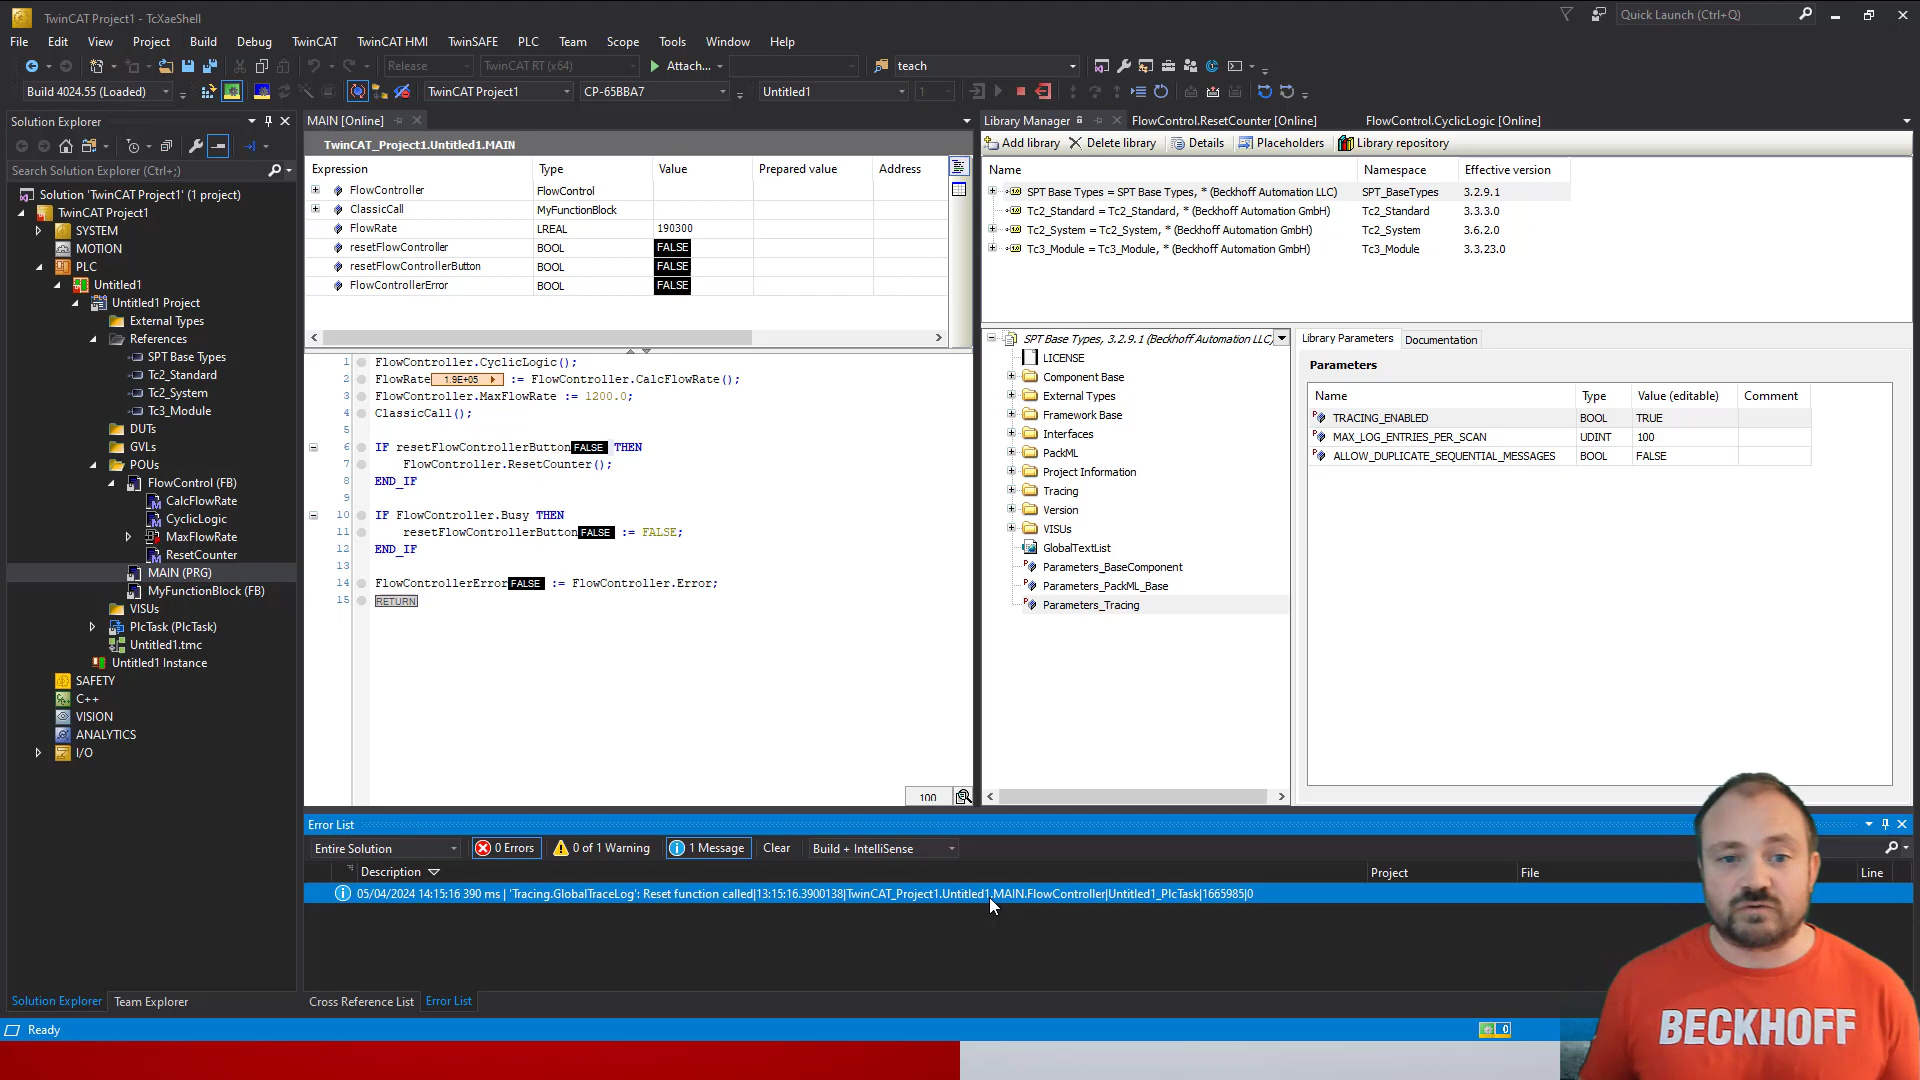 TwinCAT Project1 - TcXaeShell
Quick Launch (Ctrl+Q)
File Edit View Project Build Debug TwinCAT TwinCAT HMI TwinSAFE PLC Team Scope Tools Window Help
Release TwinCAT RT (x64) Attach... teach
Build 4024.55 (Loaded) TwinCAT Project1 CP-65BBA7 Untitled1 1
Solution Explorer
Search Solution Explorer (Ctrl+;)
Solution 'TwinCAT Project1' (1 project)
TwinCAT Project1
SYSTEM
MOTION
PLC
Untitled1
Untitled1 Project
External Types
References
SPT Base Types
Tc2_Standard
Tc2_System
Tc3_Module
DUTs
GVLs
POUs
FlowControl (FB)
CalcFlowRate
CyclicLogic
MaxFlowRate
ResetCounter
MAIN (PRG)
MyFunctionBlock (FB)
VISUs
PlcTask (PlcTask)
Untitled1.tmc
Untitled1 Instance
SAFETY
C++
VISION
ANALYTICS
I/O
Solution Explorer Team Explorer
MAIN [Online]
TwinCAT_Project1.Untitled1.MAIN
Expression Type Value Prepared value Address
FlowController FlowControl
ClassicCall MyFunctionBlock
FlowRate LREAL 190300
resetFlowController BOOL FALSE
resetFlowControllerButton BOOL FALSE
FlowControllerError BOOL FALSE
1 FlowController.CyclicLogic();
2 FlowRate 1.9E+05 := FlowController.CalcFlowRate();
3 FlowController.MaxFlowRate := 1200.0;
4 ClassicCall();
5
6 IF resetFlowControllerButton FALSE THEN
7 FlowController.ResetCounter();
8 END_IF
9
10 IF FlowController.Busy THEN
11 resetFlowControllerButton FALSE := FALSE;
12 END_IF
13
14 FlowControllerError FALSE := FlowController.Error;
15 RETURN
100
Library Manager FlowControl.ResetCounter [Online] FlowControl.CyclicLogic [Online]
Add library Delete library Details Placeholders Library repository
Name Namespace Effective version
SPT Base Types = SPT Base Types, * (Beckhoff Automation LLC) SPT_BaseTypes 3.2.9.1
Tc2_Standard = Tc2_Standard, * (Beckhoff Automation GmbH) Tc2_Standard 3.3.3.0
Tc2_System = Tc2_System, * (Beckhoff Automation GmbH) Tc2_System 3.6.2.0
Tc3_Module = Tc3_Module, * (Beckhoff Automation GmbH) Tc3_Module 3.3.23.0
SPT Base Types, 3.2.9.1 (Beckhoff Automation LLC)
LICENSE
Component Base
External Types
Framework Base
Interfaces
PackML
Project Information
Tracing
Version
VISUs
GlobalTextList
Parameters_BaseComponent
Parameters_PackML_Base
Parameters_Tracing
Library Parameters Documentation
Parameters
Name Type Value (editable) Comment
TRACING_ENABLED BOOL TRUE
MAX_LOG_ENTRIES_PER_SCAN UDINT 100
ALLOW_DUPLICATE_SEQUENTIAL_MESSAGES BOOL FALSE
Error List
Entire Solution 0 Errors 0 of 1 Warning 1 Message Clear Build + IntelliSense
Description Project File Line
05/04/2024 14:15:16 390 ms | 'Tracing.GlobalTraceLog': Reset function called|13:15:16.3900138|TwinCAT_Project1.Untitled1.MAIN.FlowController|Untitled1_PlcTask|1665985|0
Cross Reference List Error List
Ready
0
BECKHOFF